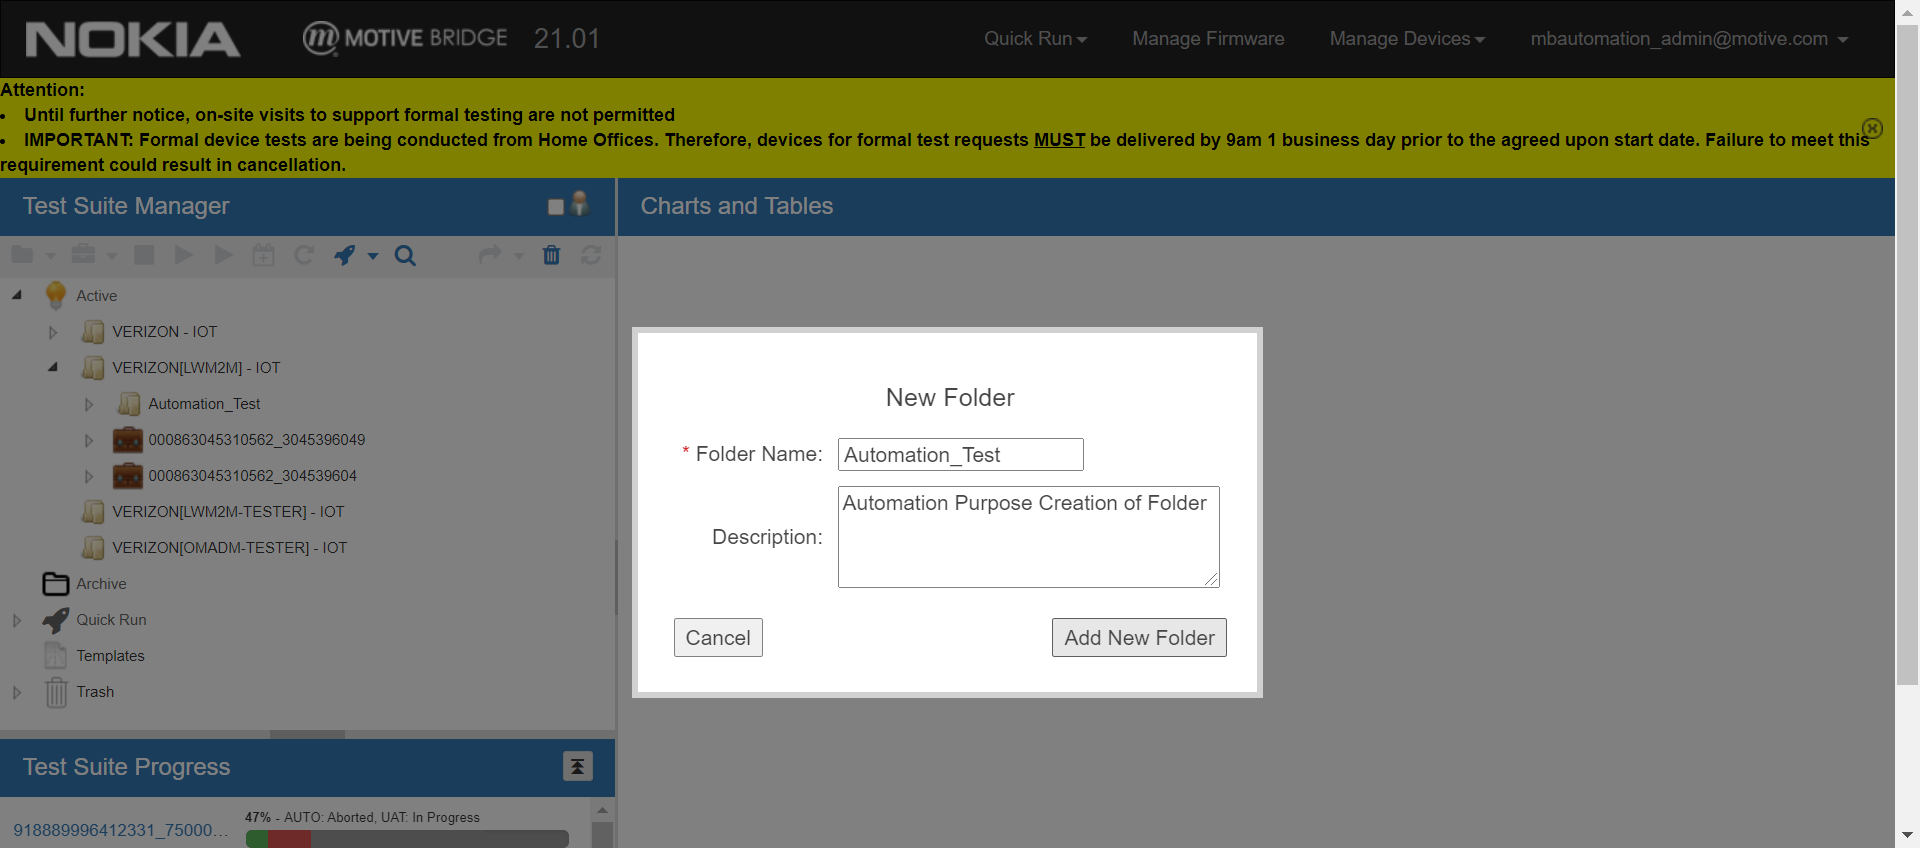 NOKIA
m MOTIVE BRIDGE 21.01
Quick Run
Manage Firmware
Manage Devices
mbautomation_admin@motive.com
Attention:
• Until further notice, on-site visits to support formal testing are not permitted
• IMPORTANT: Formal device tests are being conducted from Home Offices. Therefore, devices for formal test requests MUST be delivered by 9am 1 business day prior to the agreed upon start date. Failure to meet this
requirement could result in cancellation.
Test Suite Manager
Charts and Tables
Active
VERIZON - IOT
VERIZON[LWM2M] - IOT
Automation_Test
000863045310562_3045396049
000863045310562_304539604
VERIZON[LWM2M-TESTER] - IOT
VERIZON[OMADM-TESTER] - IOT
Archive
Quick Run
Templates
Trash
New Folder
* Folder Name: Automation_Test
Description: Automation Purpose Creation of Folder
Cancel
Add New Folder
Test Suite Progress
918889996412331_75000...
47% - AUTO: Aborted, UAT: In Progress